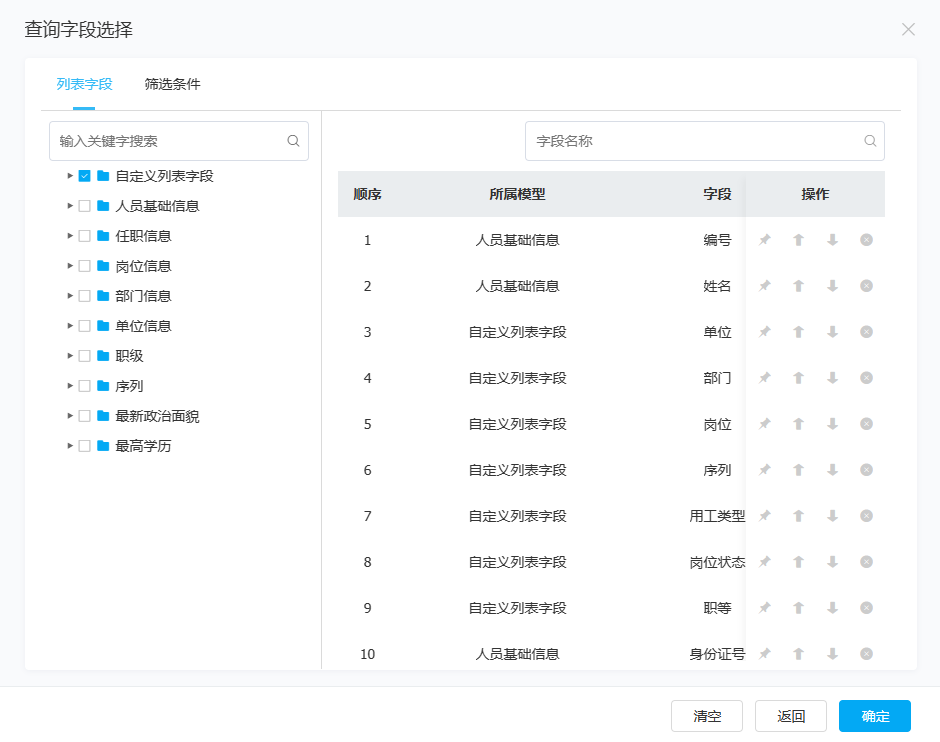 查询字段选择
列表字段 筛选条件
输入关键字搜索
自定义列表字段
人员基础信息
任职信息
岗位信息
部门信息
单位信息
职级
序列
最新政治面貌
最高学历
字段名称
顺序 所属模型 字段 操作
1 人员基础信息 编号
2 人员基础信息 姓名
3 自定义列表字段 单位
4 自定义列表字段 部门
5 自定义列表字段 岗位
6 自定义列表字段 序列
7 自定义列表字段 用工类型
8 自定义列表字段 岗位状态
9 自定义列表字段 职等
10 人员基础信息 身份证号
清空 返回 确定